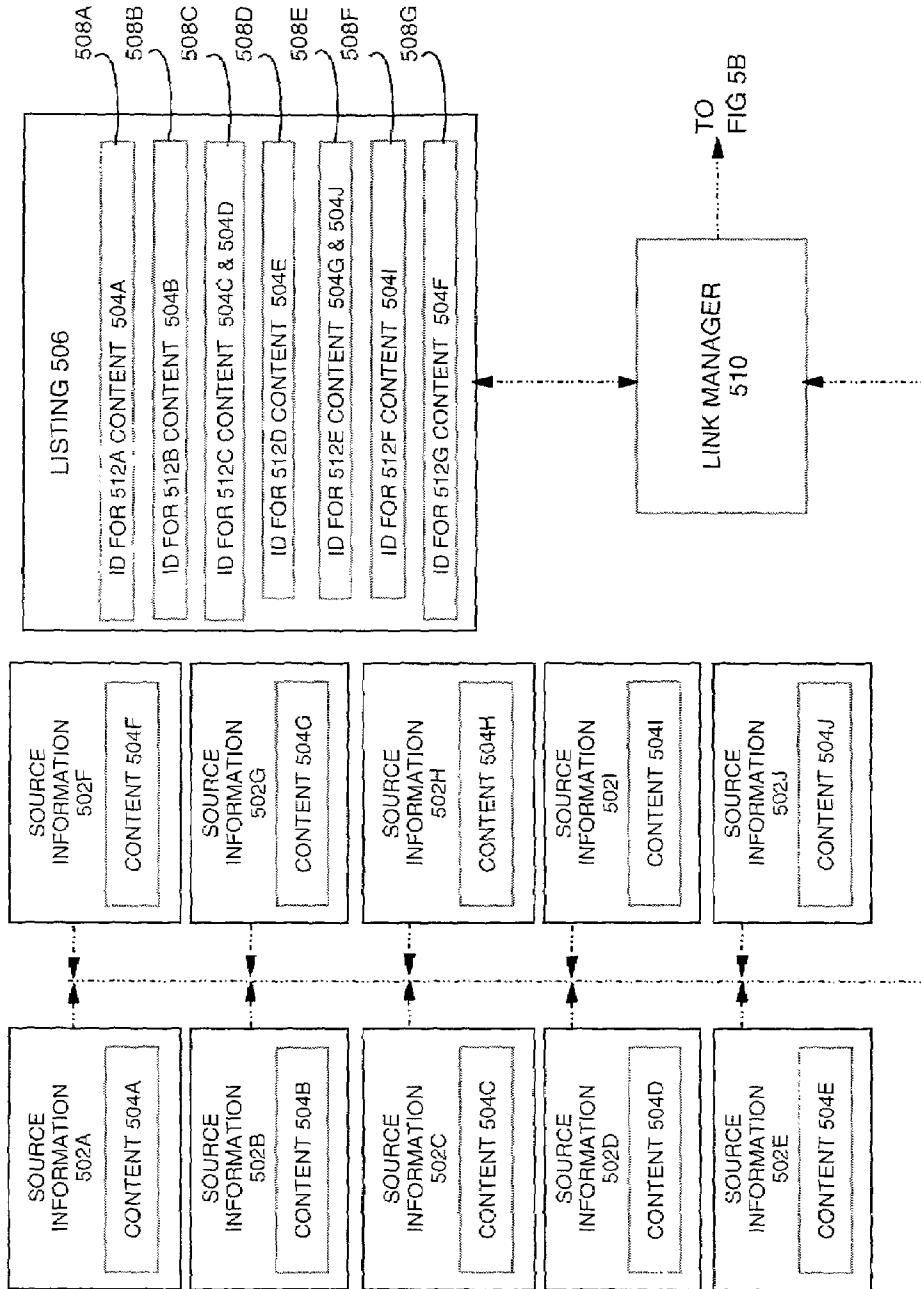 LISTING 506
ID FOR 512A CONTENT 504A
ID FOR 512B CONTENT 504B
ID FOR 512C CONTENT 504C & 504D
ID FOR 512D CONTENT 504E
ID FOR 512E CONTENT 504G & 504J
ID FOR 512F CONTENT 504I
ID FOR 512G CONTENT 504F
508A
508B
508C
508D
508E
508F
508G
LINK MANAGER
510
TO
FIG 5B
SOURCE
INFORMATION
502F
CONTENT 504F
SOURCE
INFORMATION
502G
CONTENT 504G
SOURCE
INFORMATION
502H
CONTENT 504H
SOURCE
INFORMATION
502I
CONTENT 504I
SOURCE
INFORMATION
502J
CONTENT 504J
SOURCE
INFORMATION
502A
CONTENT 504A
SOURCE
INFORMATION
502B
CONTENT 504B
SOURCE
INFORMATION
502C
CONTENT 504C
SOURCE
INFORMATION
502D
CONTENT 504D
SOURCE
INFORMATION
502E
CONTENT 504E